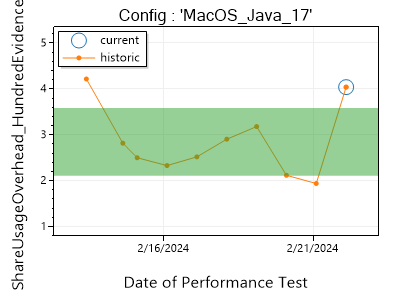 Config : 'MacOS_Java_17'
ShareUsageOverhead_HundredEvidence
current
historic
5
4
3
2
1
2/16/2024
2/21/2024
Date of Performance Test